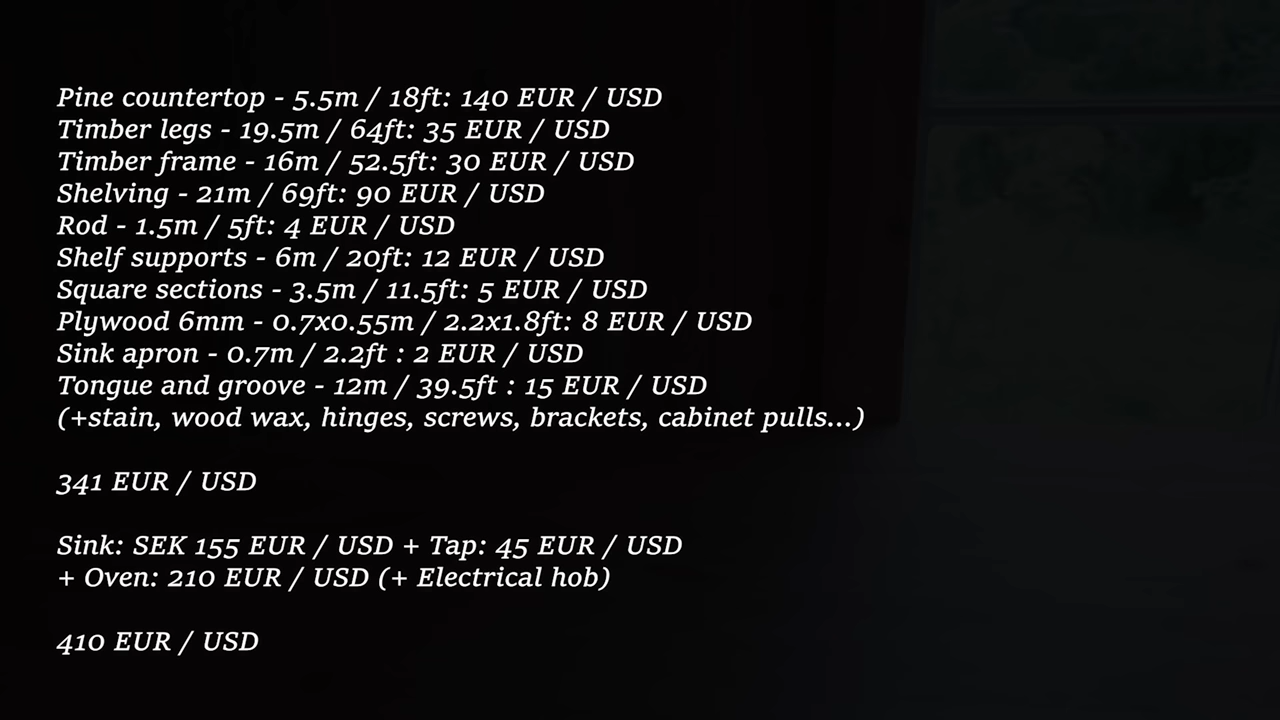 Pine countertop - 5.5m / 18ft: 140 EUR / USD
Timber legs - 19.5m / 64ft: 35 EUR / USD
Timber frame - 16m / 52.5ft: 30 EUR / USD
Shelving - 21m / 69ft: 90 EUR / USD
Rod - 1.5m / 5ft: 4 EUR / USD
Shelf supports - 6m / 20ft: 12 EUR / USD
Square sections - 3.5m / 11.5ft: 5 EUR / USD
Plywood 6mm - 0.7x0.55m / 2.2x1.8ft: 8 EUR / USD
Sink apron - 0.7m / 2.2ft : 2 EUR / USD
Tongue and groove - 12m / 39.5ft : 15 EUR / USD
(+stain, wood wax, hinges, screws, brackets, cabinet pulls...)
341 EUR / USD
Sink: SEK 155 EUR / USD + Tap: 45 EUR / USD
+ Oven: 210 EUR / USD (+ Electrical hob)
410 EUR / USD